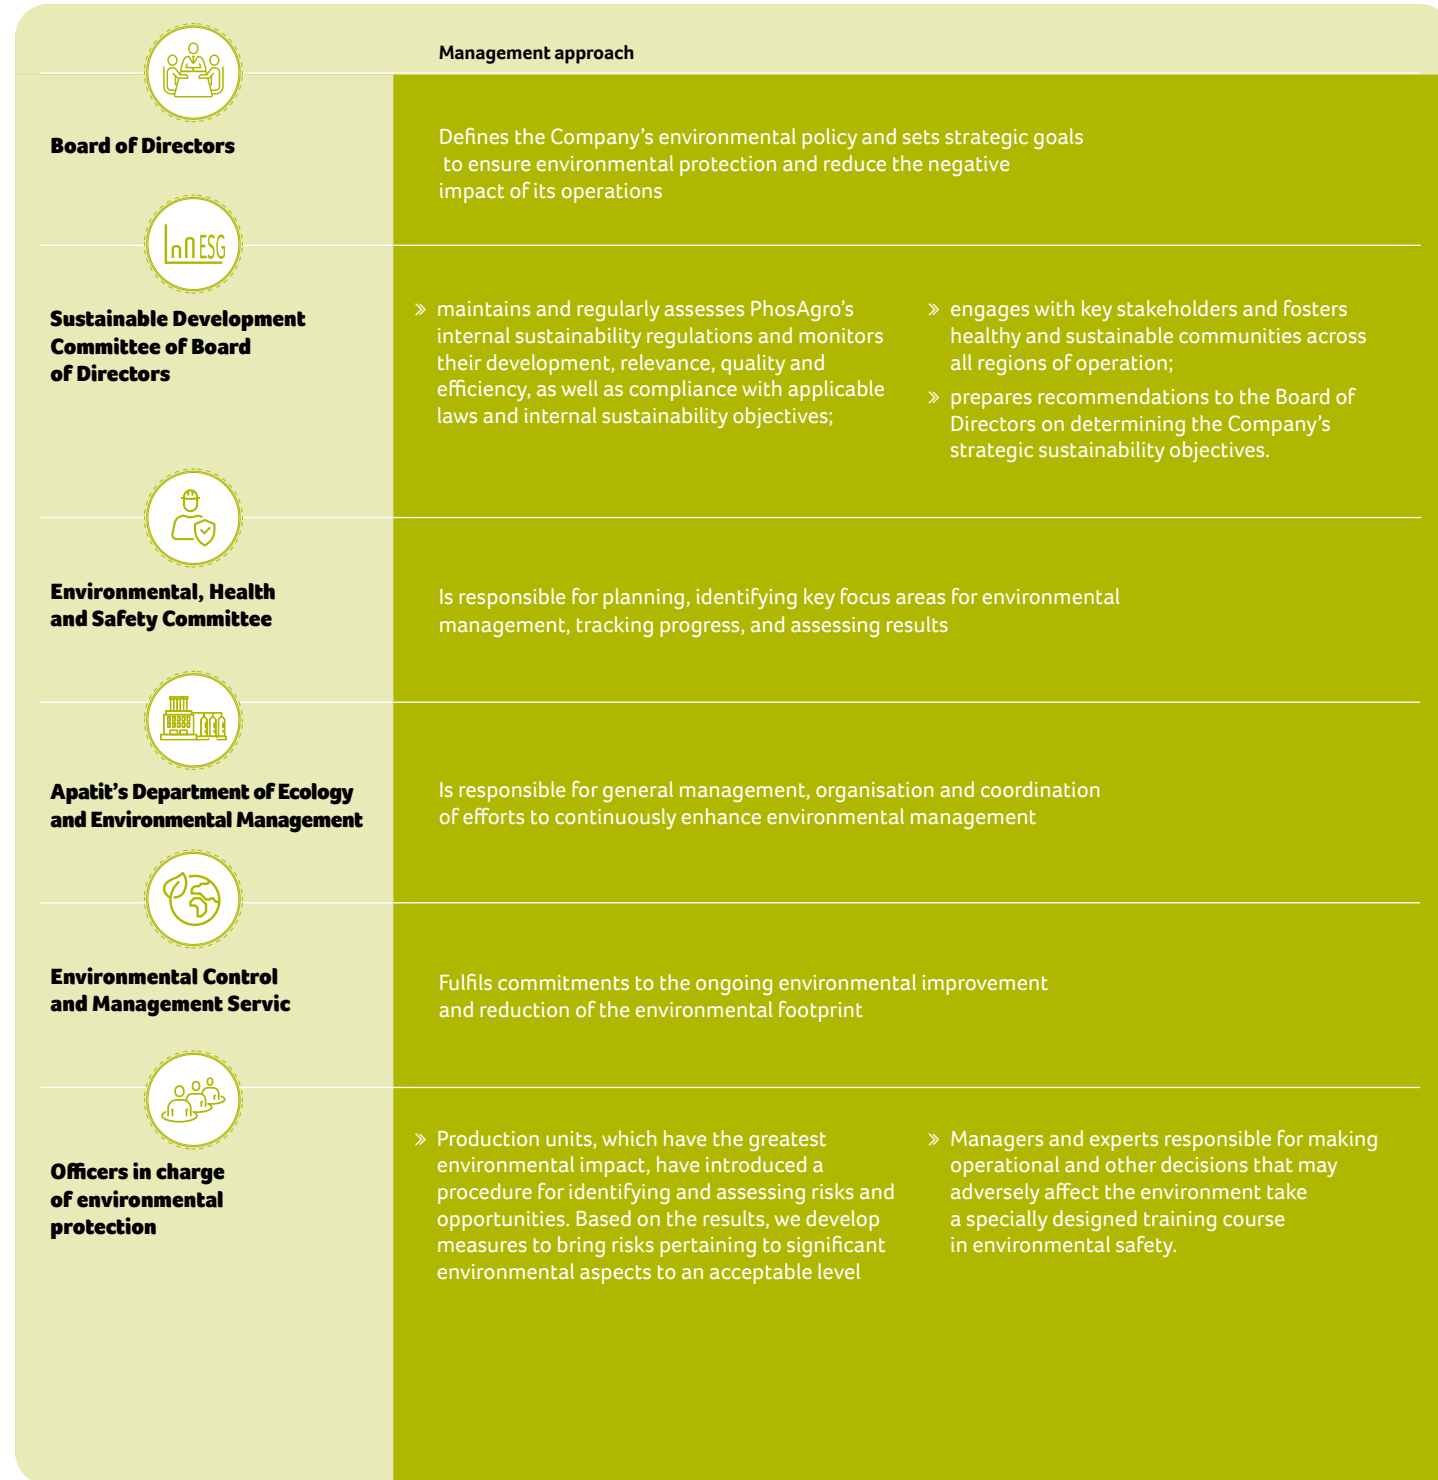 Management approach
Board of Directors
Defines the Company’s environmental policy and sets strategic goals
to ensure environmental protection and reduce the negative
impact of its operations
ESG
Sustainable Development
Committee of Board
of Directors
» maintains and regularly assesses PhosAgro’s
internal sustainability regulations and monitors
their development, relevance, quality and
efficiency, as well as compliance with applicable
laws and internal sustainability objectives;
» engages with key stakeholders and fosters
healthy and sustainable communities across
all regions of operation;
» prepares recommendations to the Board of
Directors on determining the Company’s
strategic sustainability objectives.
Environmental, Health
and Safety Committee
Is responsible for planning, identifying key focus areas for environmental
management, tracking progress, and assessing results
Apatit’s Department of Ecology
and Environmental Management
Is responsible for general management, organisation and coordination
of efforts to continuously enhance environmental management
Environmental Control
and Management Servic
Fulfils commitments to the ongoing environmental improvement
and reduction of the environmental footprint
Officers in charge
of environmental
protection
» Production units, which have the greatest
environmental impact, have introduced a
procedure for identifying and assessing risks and
opportunities. Based on the results, we develop
measures to bring risks pertaining to significant
environmental aspects to an acceptable level
» Managers and experts responsible for making
operational and other decisions that may
adversely affect the environment take
a specially designed training course
in environmental safety.